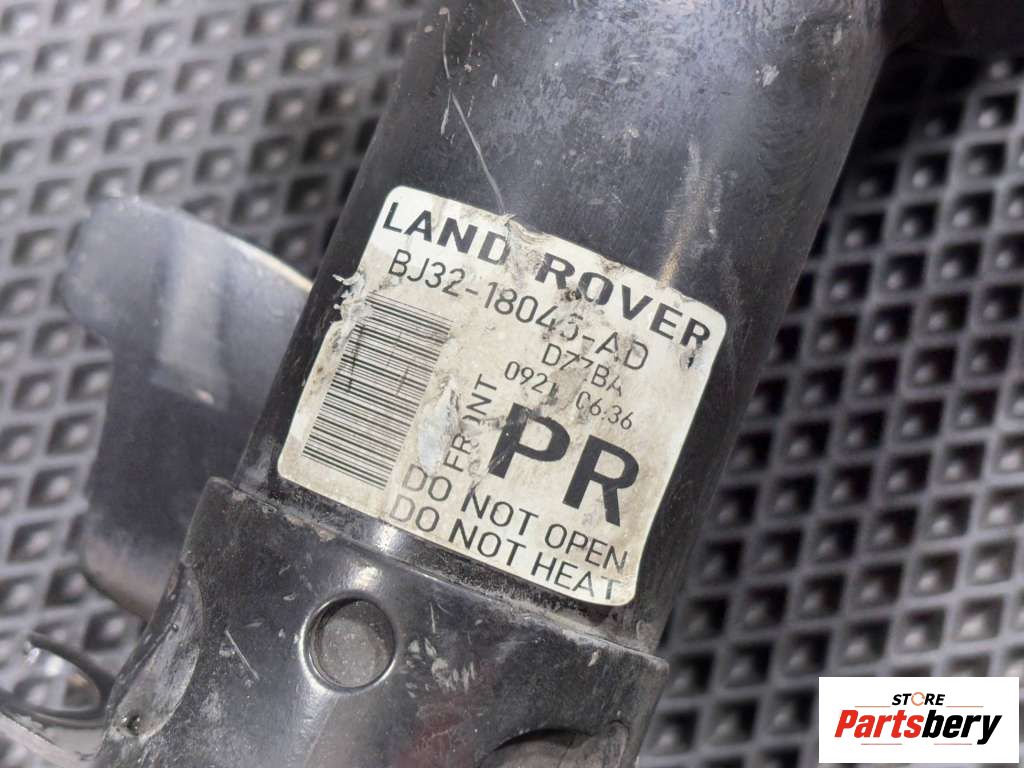 LAND ROVER
BJ32-18045-AD
D77BA
06:36
FRONT
PR
DO NOT OPEN
DO NOT HEAT
STORE
Partsbery